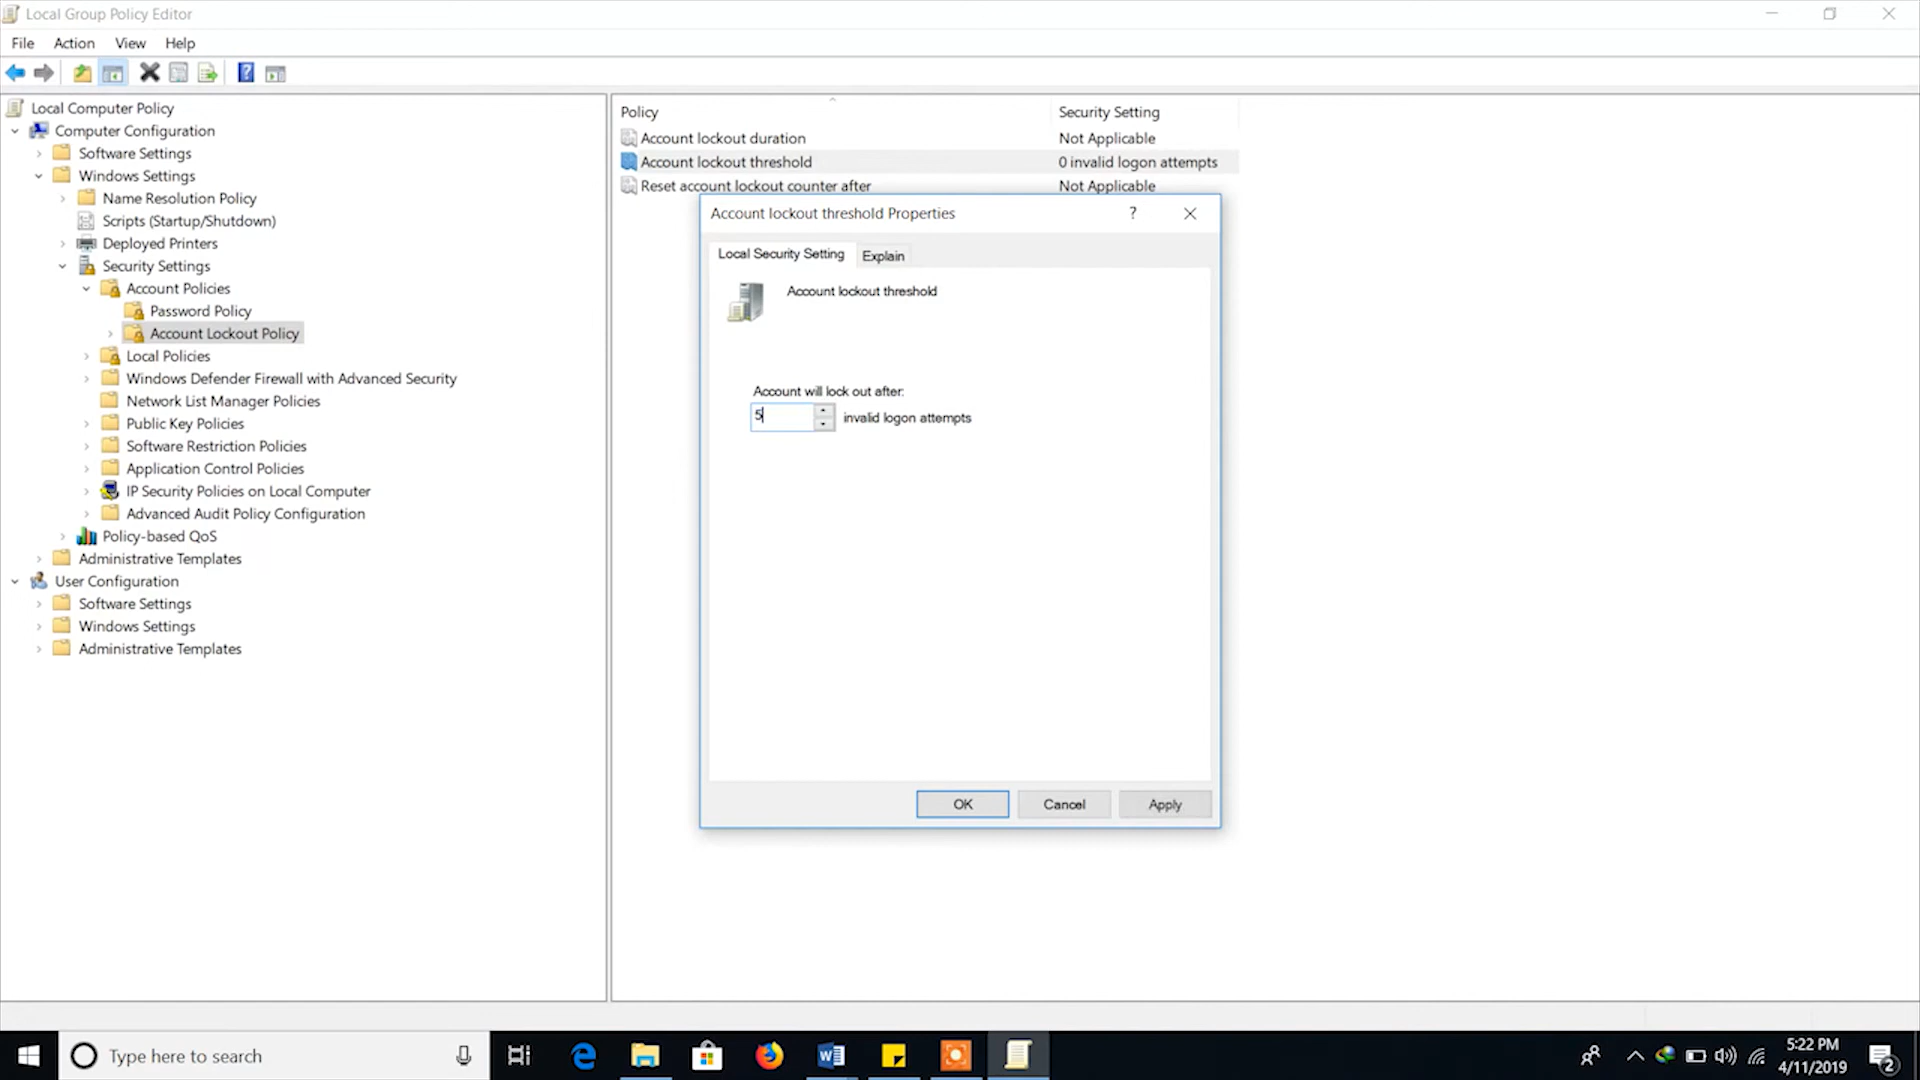 Local Group Policy Editor
File Action View Help
Local Computer Policy
Computer Configuration
Software Settings
Windows Settings
Name Resolution Policy
Scripts (Startup/Shutdown)
Deployed Printers
Security Settings
Account Policies
Password Policy
Account Lockout Policy
Local Policies
Windows Defender Firewall with Advanced Security
Network List Manager Policies
Public Key Policies
Software Restriction Policies
Application Control Policies
IP Security Policies on Local Computer
Advanced Audit Policy Configuration
Policy-based QoS
Administrative Templates
User Configuration
Software Settings
Windows Settings
Administrative Templates
Policy Security Setting
Account lockout duration Not Applicable
Account lockout threshold 0 invalid logon attempts
Reset account lockout counter after Not Applicable
Account lockout threshold Properties
Local Security Setting Explain
Account lockout threshold
Account will lock out after:
5 invalid logon attempts
OK Cancel Apply
Type here to search
5:22 PM
4/11/2019
2